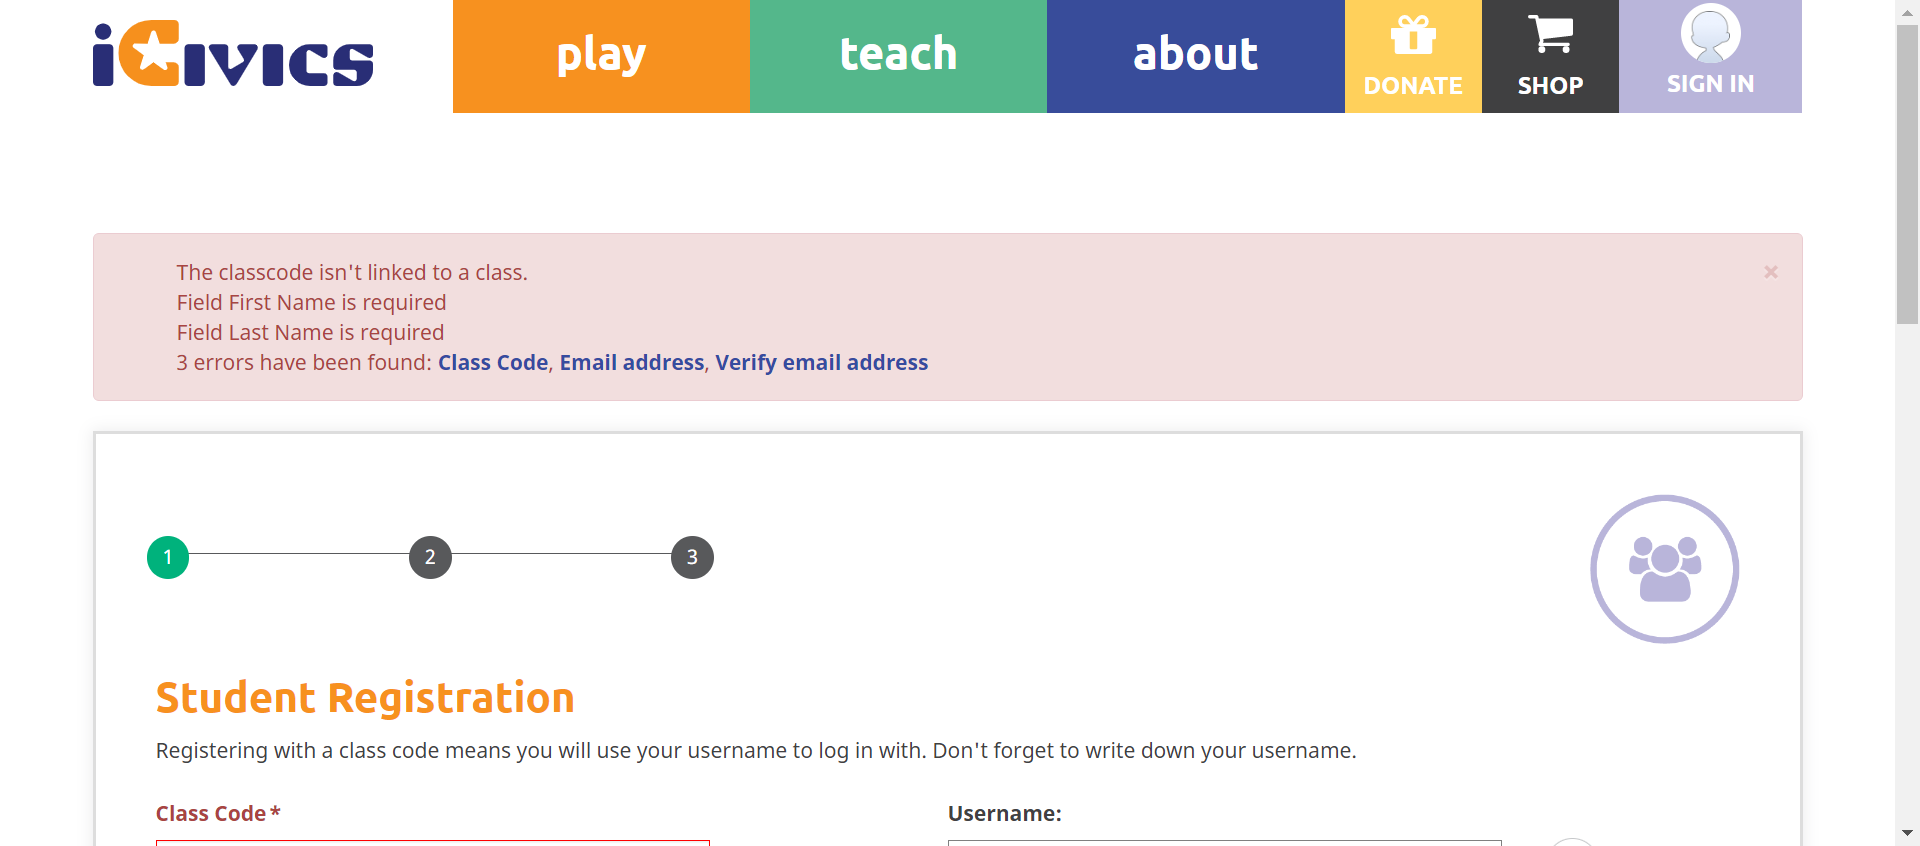 iCivics
play
teach
about
DONATE
SHOP
SIGN IN
The classcode isn't linked to a class.
×
Field First Name is required
Field Last Name is required
3 errors have been found: Class Code, Email address, Verify email address
1
2
3
Student Registration
Registering with a class code means you will use your username to log in with. Don't forget to write down your username.
Class Code *
Username: